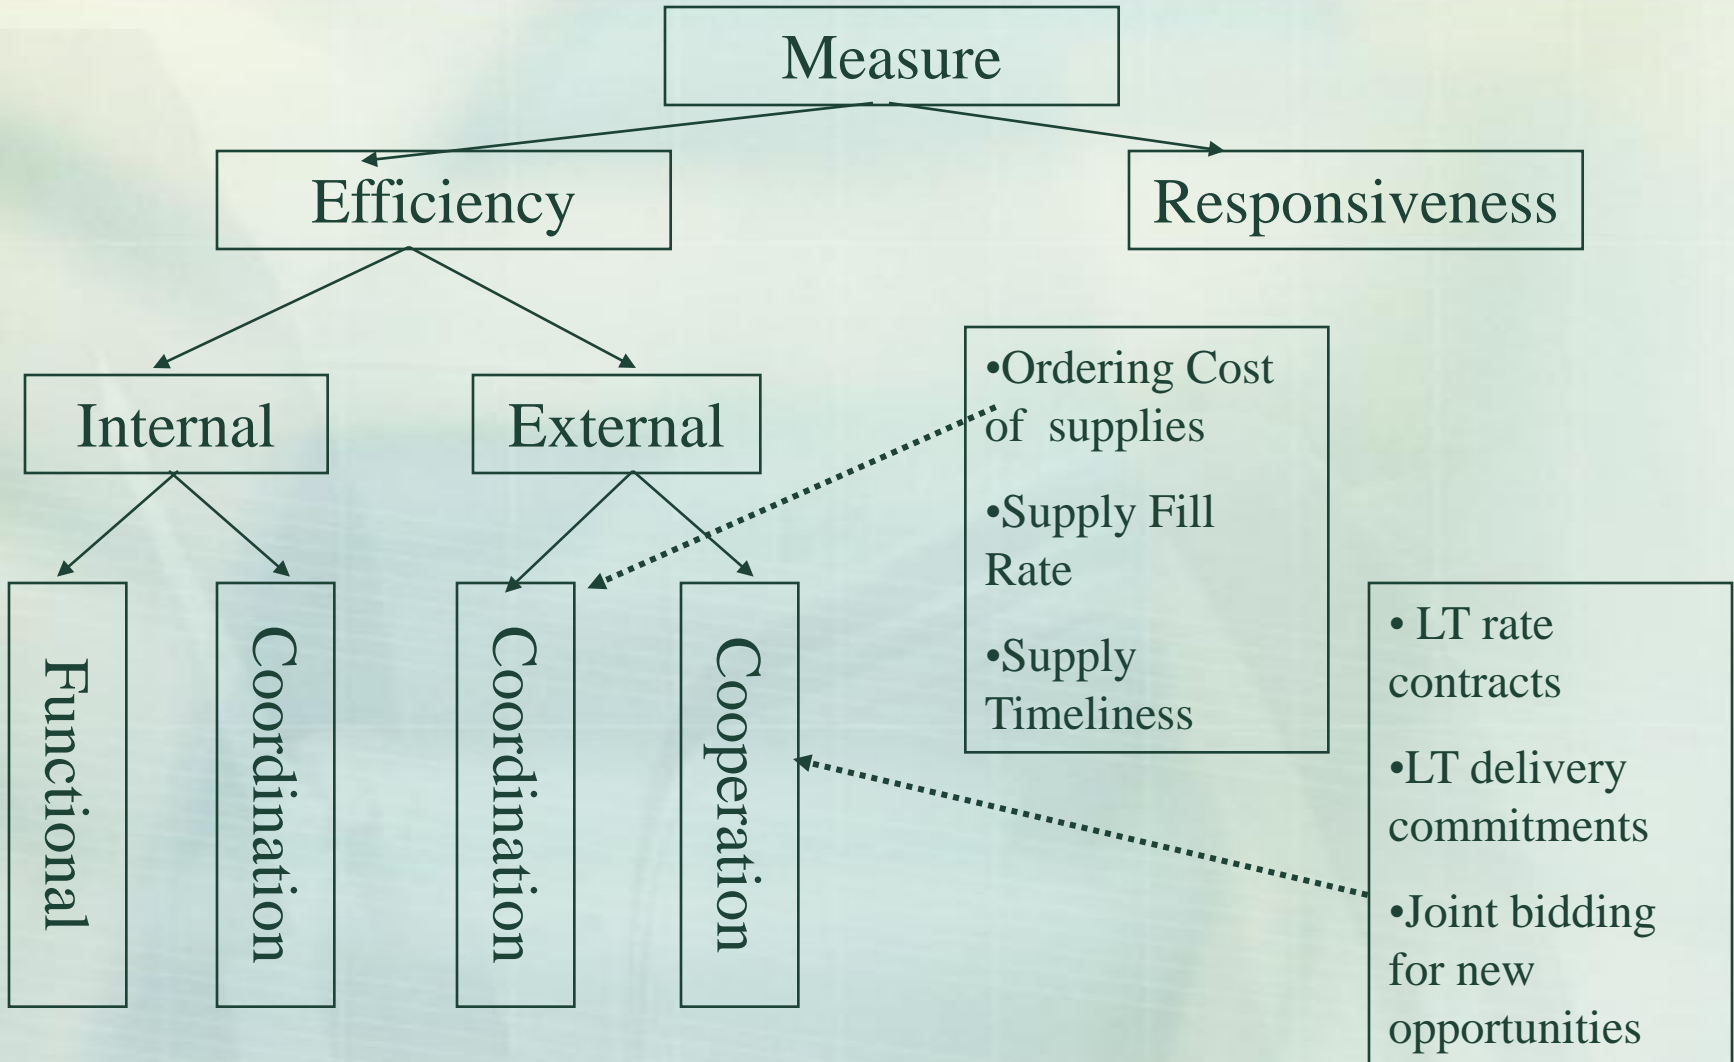 Measure
Efficiency
Responsiveness
Internal
External
Functional
Coordination
Coordination
Cooperation
•Ordering Cost
of  supplies
•Supply Fill
Rate
•Supply
Timeliness
• LT rate
contracts
•LT delivery
commitments
•Joint bidding
for new
opportunities